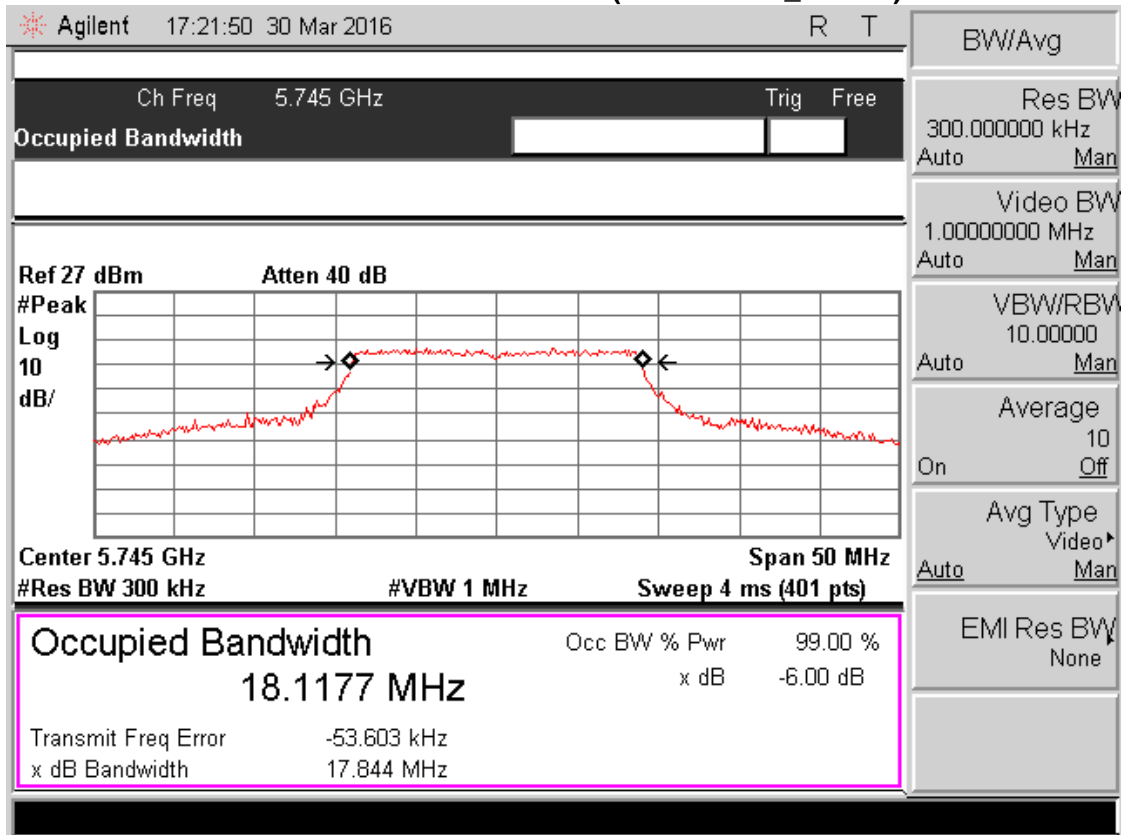 Agilent 17:21:50 30 Mar 2016 R T
Ch Freq 5.745 GHz Trig Free
Occupied Bandwidth
Ref 27 dBm Atten 40 dB
#Peak
Log
10
dB/
Center 5.745 GHz Span 50 MHz
#Res BW 300 kHz #VBW 1 MHz Sweep 4 ms (401 pts)
Occupied Bandwidth Occ BW % Pwr 99.00 %
18.1177 MHz x dB -6.00 dB
Transmit Freq Error -53.603 kHz
x dB Bandwidth 17.844 MHz
BW/Avg
Res BW
300.000000 kHz
Auto Man
Video BW
1.00000000 MHz
Auto Man
VBW/RBW
10.00000
Auto Man
Average
10
On Off
Avg Type
Video
Auto Man
EMI Res BW
None